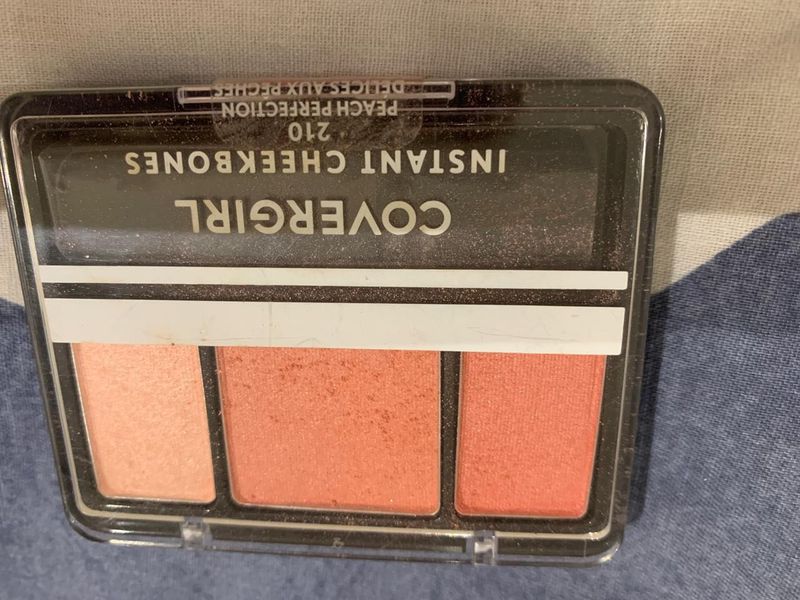 COVERGIRL
INSTANT CHEEKBONES
210
PEACH PERFECTION
DÉLICES AUX PÊCHES